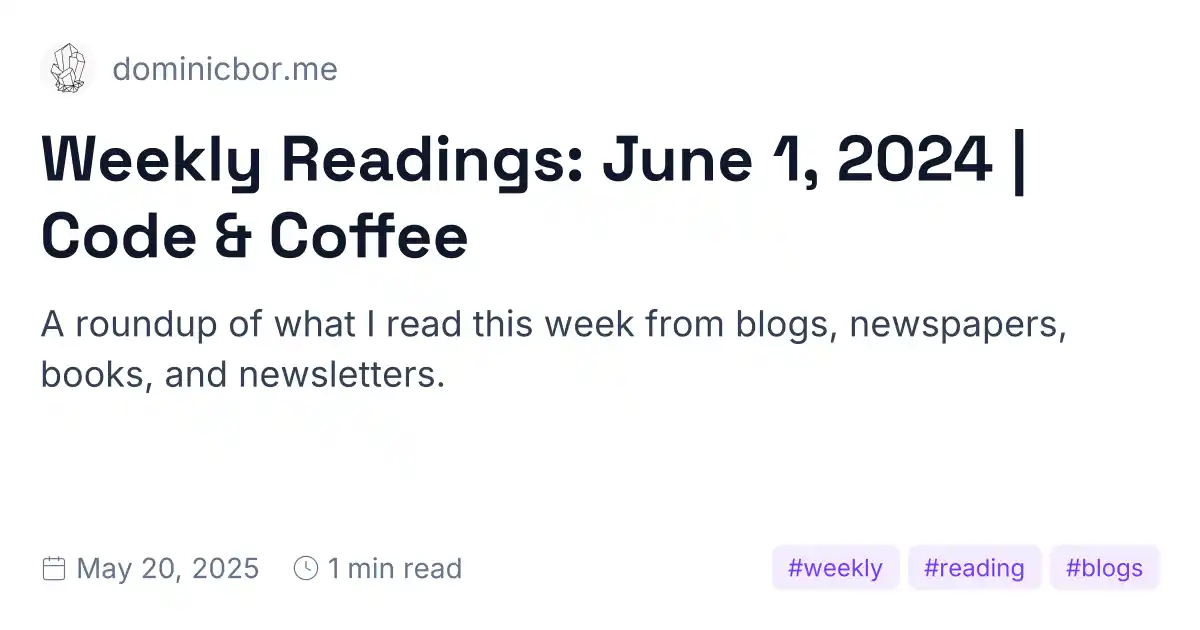 dominicbor.me
Weekly Readings: June 1, 2024 |
Code & Coffee
A roundup of what I read this week from blogs, newspapers,
books, and newsletters.
May 20, 2025 1 min read #weekly #reading #blogs